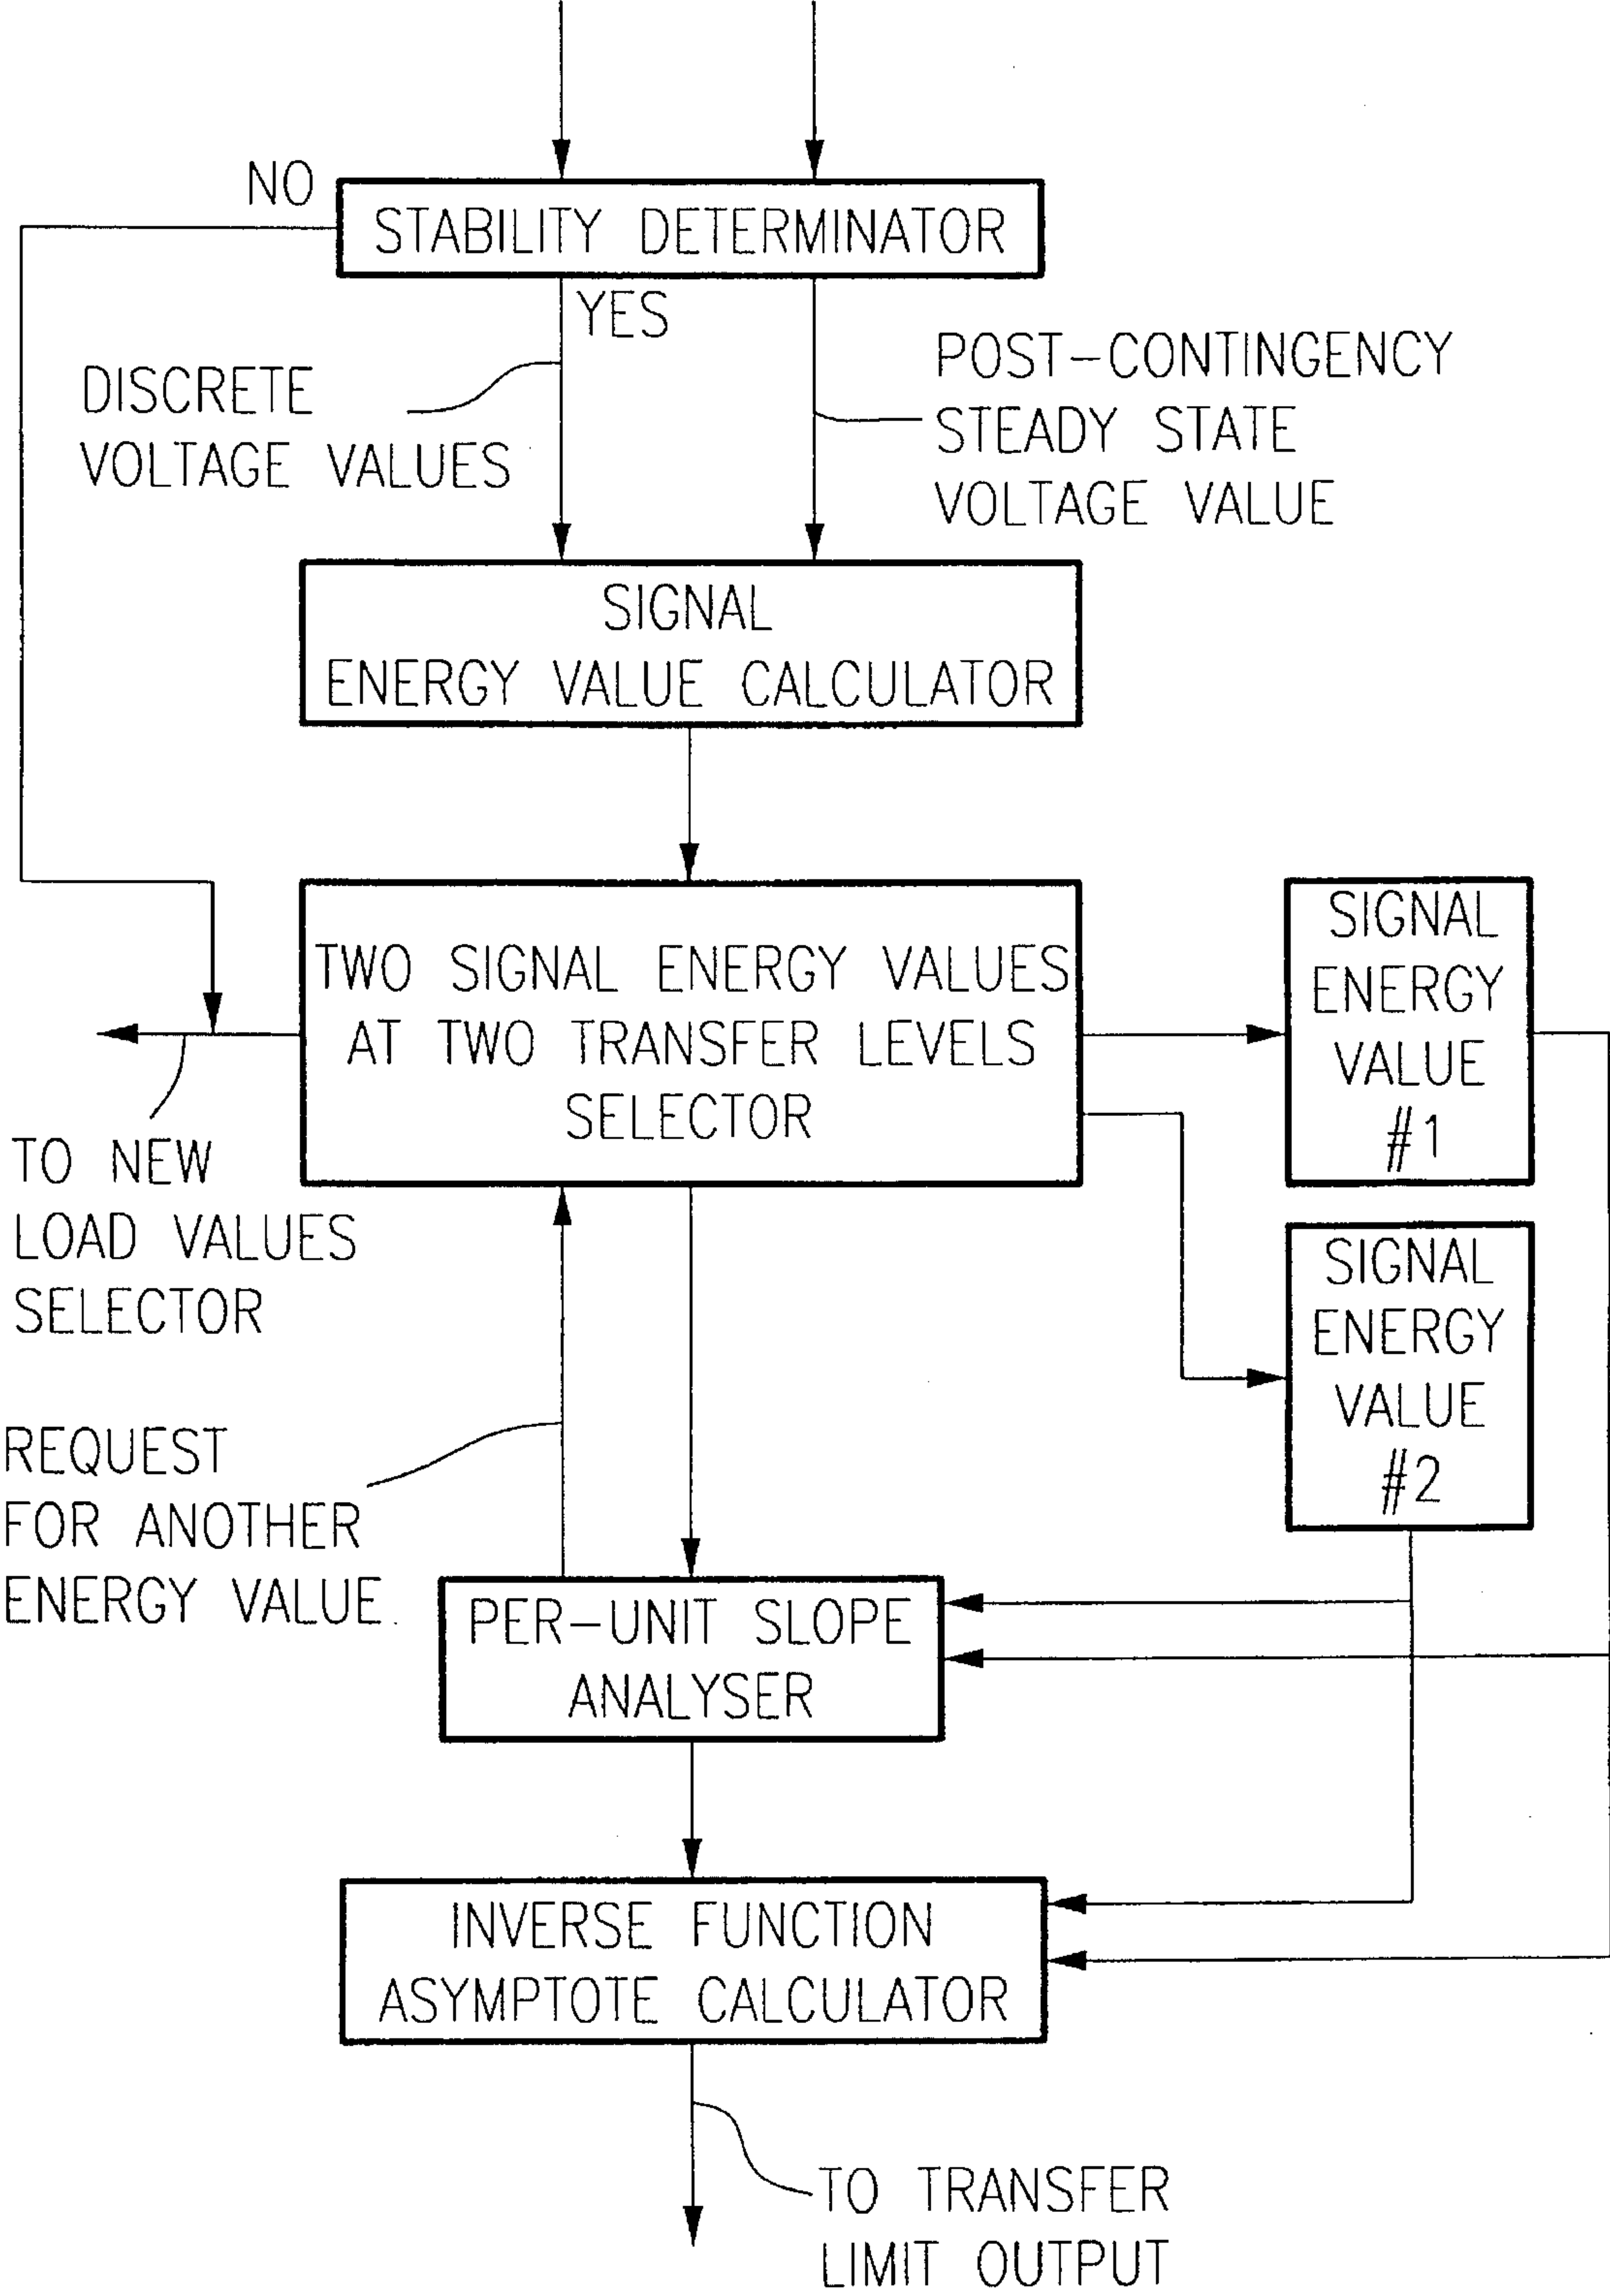 NO
STABILITY DETERMINATOR
YES
DISCRETE
VOLTAGE VALUES
POST-CONTINGENCY
STEADY STATE
VOLTAGE VALUE
SIGNAL
ENERGY VALUE CALCULATOR
TWO SIGNAL ENERGY VALUES
AT TWO TRANSFER LEVELS
SELECTOR
SIGNAL
ENERGY
VALUE
#1
TO NEW
LOAD VALUES
SELECTOR
SIGNAL
ENERGY
VALUE
#2
REQUEST
FOR ANOTHER
ENERGY VALUE
PER-UNIT SLOPE
ANALYSER
INVERSE FUNCTION
ASYMPTOTE CALCULATOR
TO TRANSFER
LIMIT OUTPUT